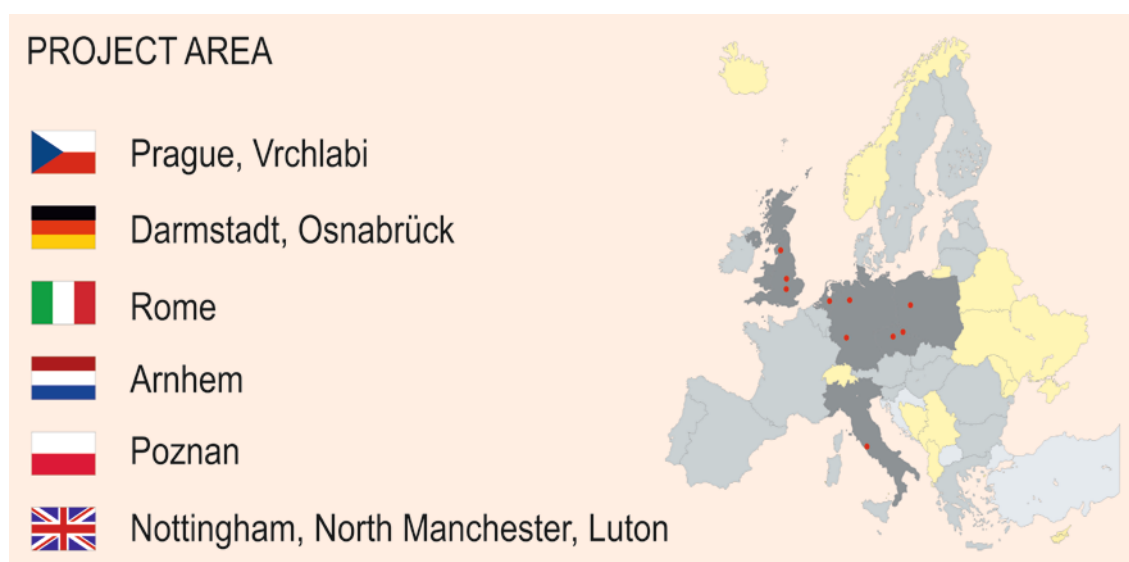 PROJECT AREA
Prague, Vrchlabi
Darmstadt, Osnabrück
Rome
Arnhem
Poznan
Nottingham, North Manchester, Luton